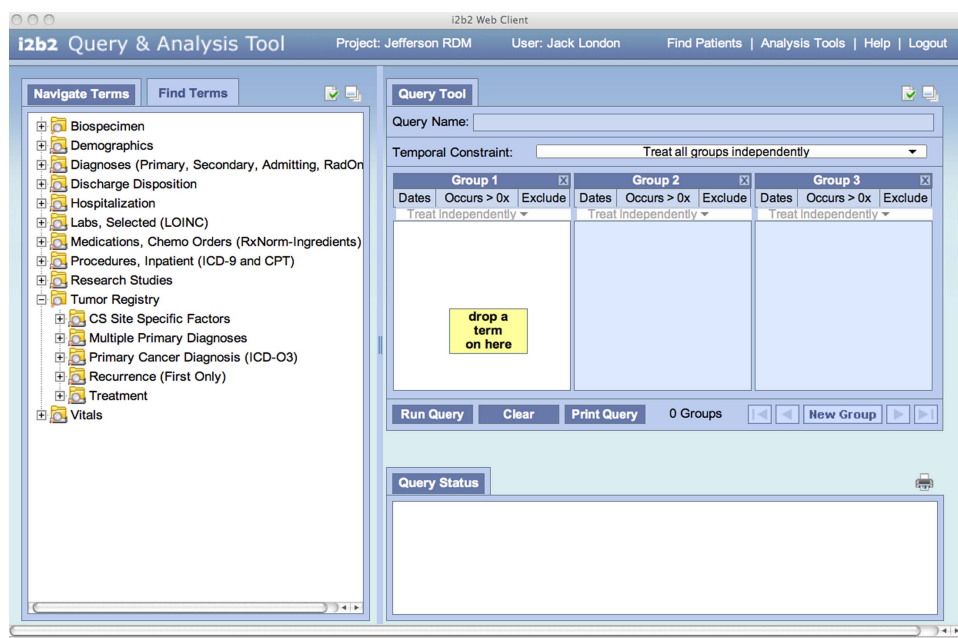 i2b2 Web Client
i2b2 Query & Analysis Tool Project: Jefferson RDM User: Jack London Find Patients | Analysis Tools | Help | Logout
Navigate Terms Find Terms
Biospecimen
Demographics
Diagnoses (Primary, Secondary, Admitting, RadOn
Discharge Disposition
Hospitalization
Labs, Selected (LOINC)
Medications, Chemo Orders (RxNorm-Ingredients)
Procedures, Inpatient (ICD-9 and CPT)
Research Studies
Tumor Registry
CS Site Specific Factors
Multiple Primary Diagnoses
Primary Cancer Diagnosis (ICD-O3)
Recurrence (First Only)
Treatment
Vitals
Query Tool
Query Name:
Temporal Constraint: Treat all groups independently
Group 1 X Group 2 X Group 3 X
Dates Occurs > 0x Exclude Dates Occurs > 0x Exclude Dates Occurs > 0x Exclude
Treat Independently Treat Independently Treat Independently
drop a
term
on here
Run Query Clear Print Query 0 Groups New Group
Query Status